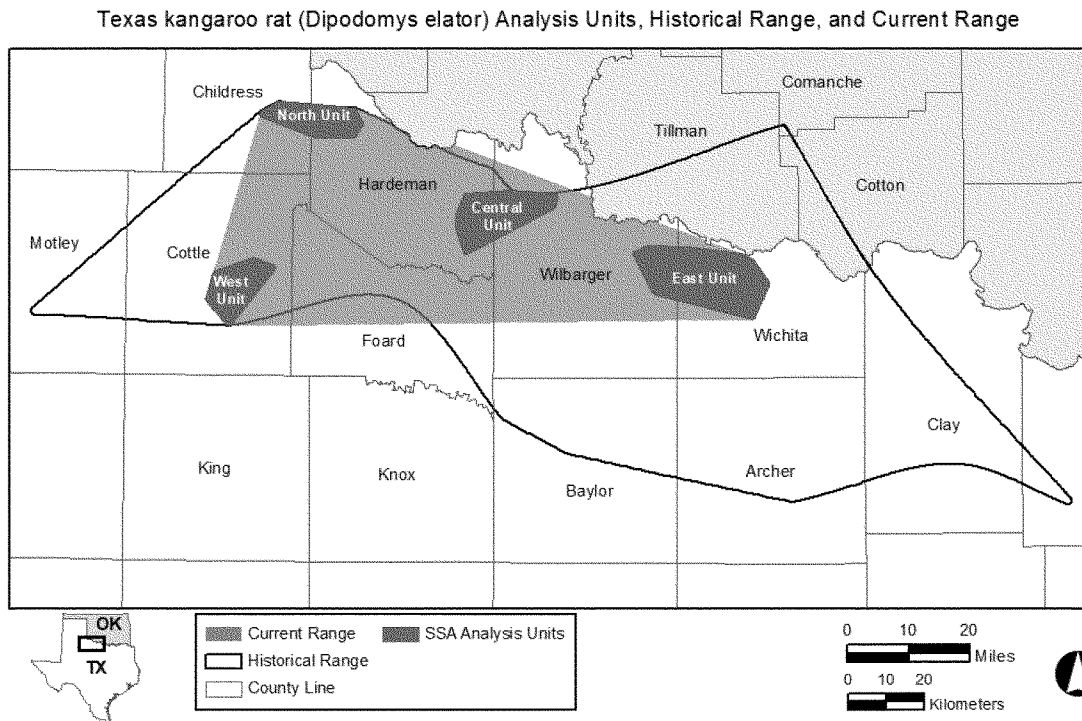 Texas kangaroo rat (Dipodomys elator) Analysis Units, Historical Range, and Current Range
Comanche
Childress
North Unit
Tillman
Hardeman
Cotton
Central
Unit
Motley
Cottle
West
Unit
Wilbarger
East Unit
Foard
Wichita
Clay
King
Knox
Baylor
Archer
OK
TX
Current Range
SSA Analysis Units
Historical Range
County Line
0 10 20
Miles
0 10 20
Kilometers